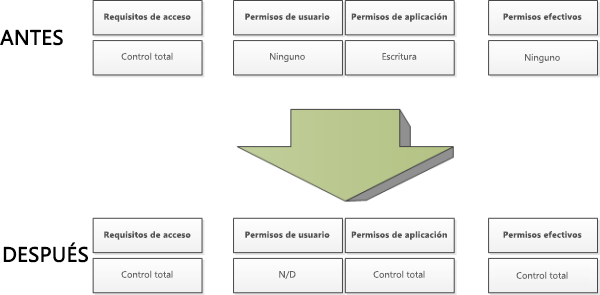 Requisitos de acceso Permisos de usuario Permisos de aplicación Permisos efectivos
ANTES
Control total Ninguno Escritura Ninguno
Requisitos de acceso Permisos de usuario Permisos de aplicación Permisos efectivos
DESPUÉS
Control total N/D Control total Control total